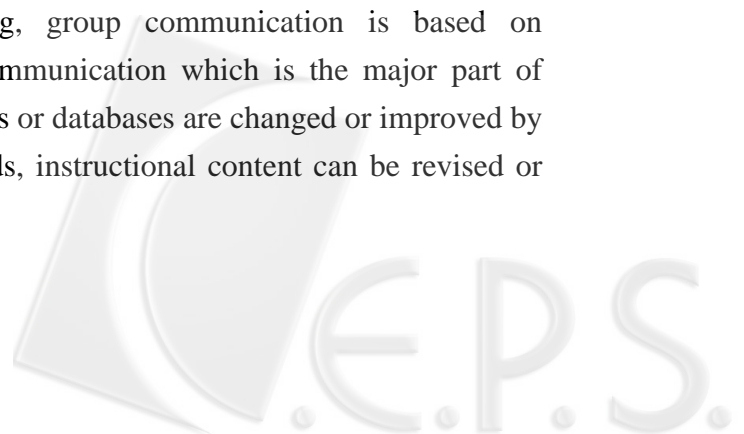 g, group communication is based on
mmunication which is the major part of
s or databases are changed or improved by
ls, instructional content can be revised or
C.E.P.S.